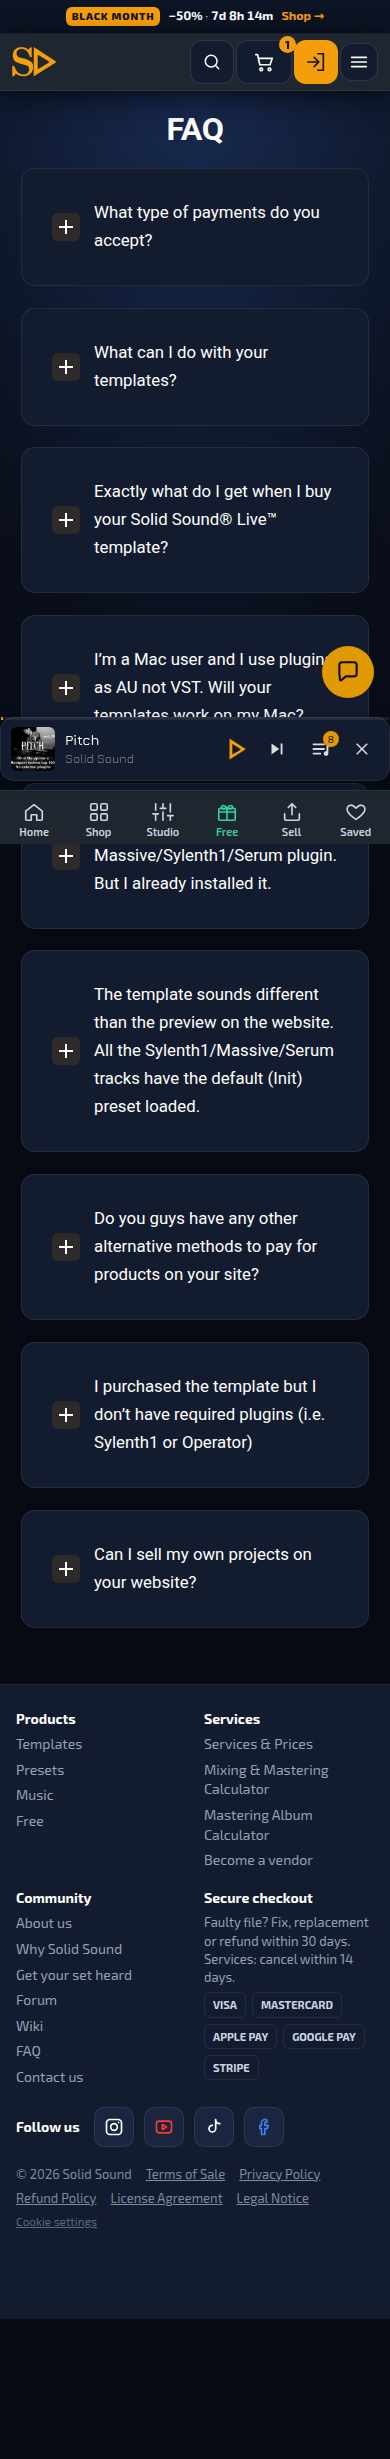 BLACK MONTH −50% · 7d 8h 14m Shop →
SD
1
FAQ
What type of payments do you
accept?
What can I do with your
templates?
Exactly what do I get when I buy
your Solid Sound® Live™
template?
I'm a Mac user and I use plugins
as AU not VST. Will your
templates work on my Mac?
PITCH
Pitch
Solid Sound
8
Home Shop Studio Free Sell Saved
Massive/Sylenth1/Serum plugin.
But I already installed it.
The template sounds different
than the preview on the website.
All the Sylenth1/Massive/Serum
tracks have the default (Init)
preset loaded.
Do you guys have any other
alternative methods to pay for
products on your site?
I purchased the template but I
don't have required plugins (i.e.
Sylenth1 or Operator)
Can I sell my own projects on
your website?
Products
Templates
Presets
Music
Free
Services
Services & Prices
Mixing & Mastering
Calculator
Mastering Album
Calculator
Become a vendor
Community
About us
Why Solid Sound
Get your set heard
Forum
Wiki
FAQ
Contact us
Secure checkout
Faulty file? Fix, replacement
or refund within 30 days.
Services: cancel within 14
days.
VISA MASTERCARD
APPLE PAY GOOGLE PAY
STRIPE
Follow us
© 2026 Solid Sound Terms of Sale Privacy Policy
Refund Policy License Agreement Legal Notice
Cookie settings